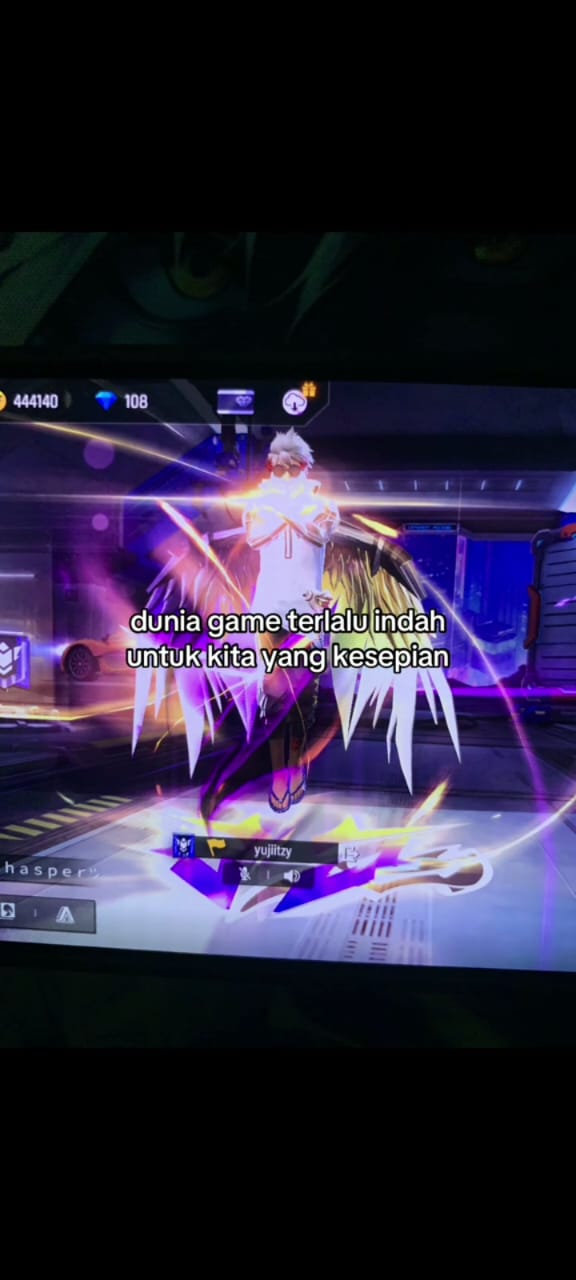 444140
108
dunia game terlalu indah
untuk kita yang kesepian
yujiitzy
hasper"